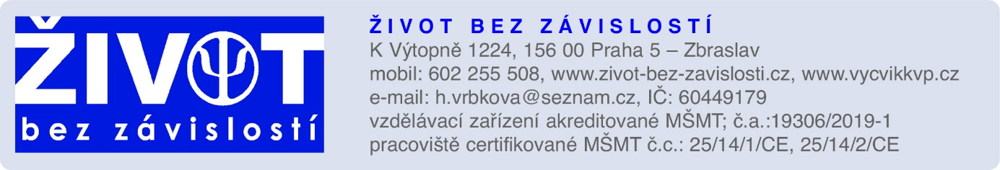 ŽIVOT
bez závislostí
ŽIVOT BEZ ZÁVISLOSTÍ
K Výtopně 1224, 156 00 Praha 5 – Zbraslav
mobil: 602 255 508, www.zivot-bez-zavislosti.cz, www.vycvikkvp.cz
e-mail: h.vrbkova@seznam.cz, IČ: 60449179
vzdělávací zařízení akreditované MŠMT; č.a.:19306/2019-1
pracoviště certifikované MŠMT č.c.: 25/14/1/CE, 25/14/2/CE